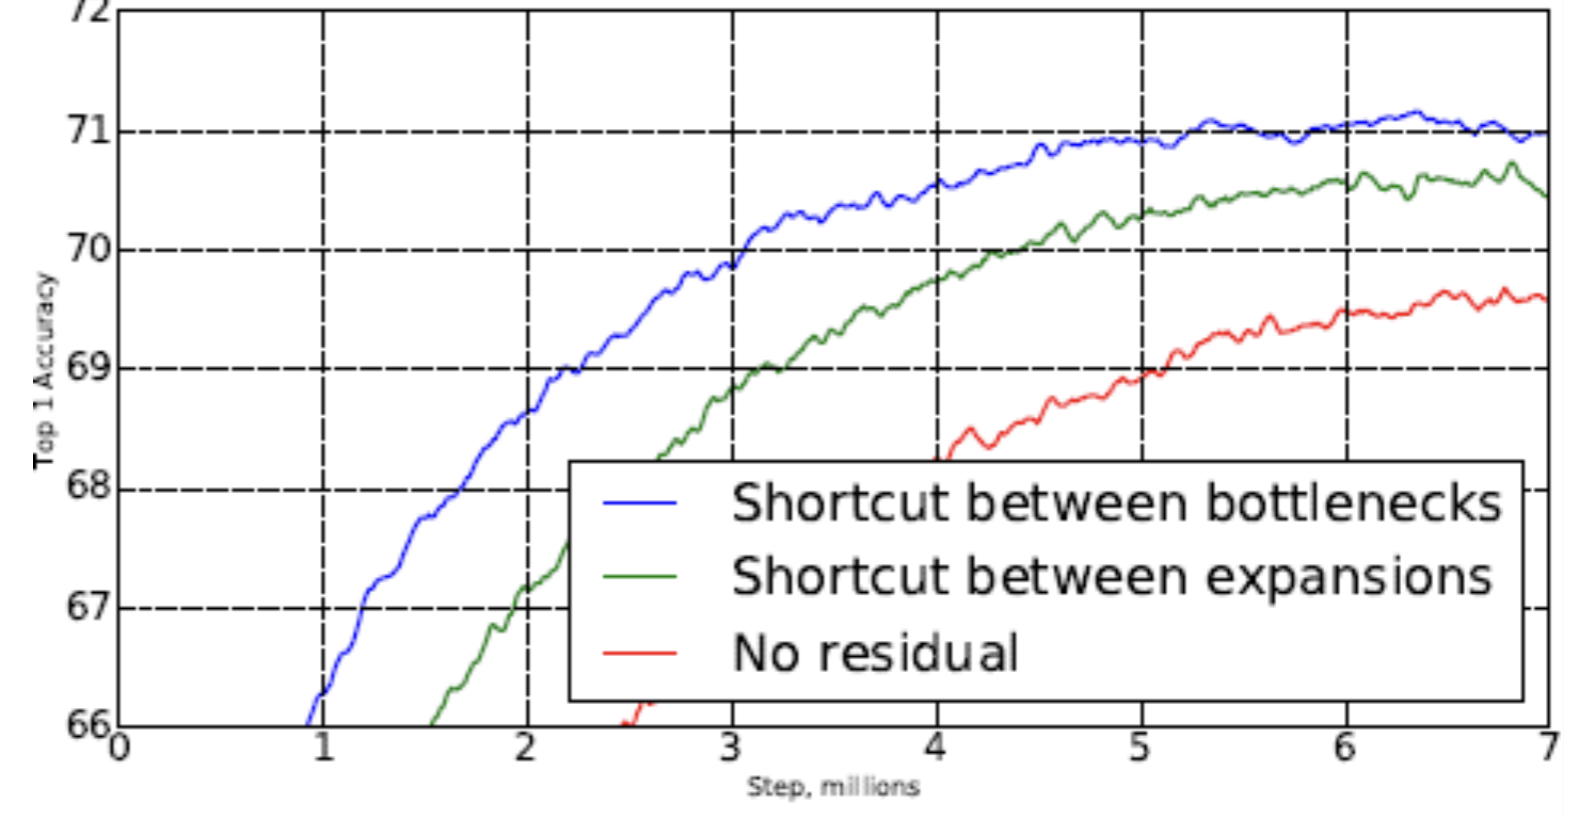 72
71
70
69
68
67
66
Top 1 Accuracy
Shortcut between bottlenecks
Shortcut between expansions
No residual
0 1 2 3 4 5 6 7
Step, millions